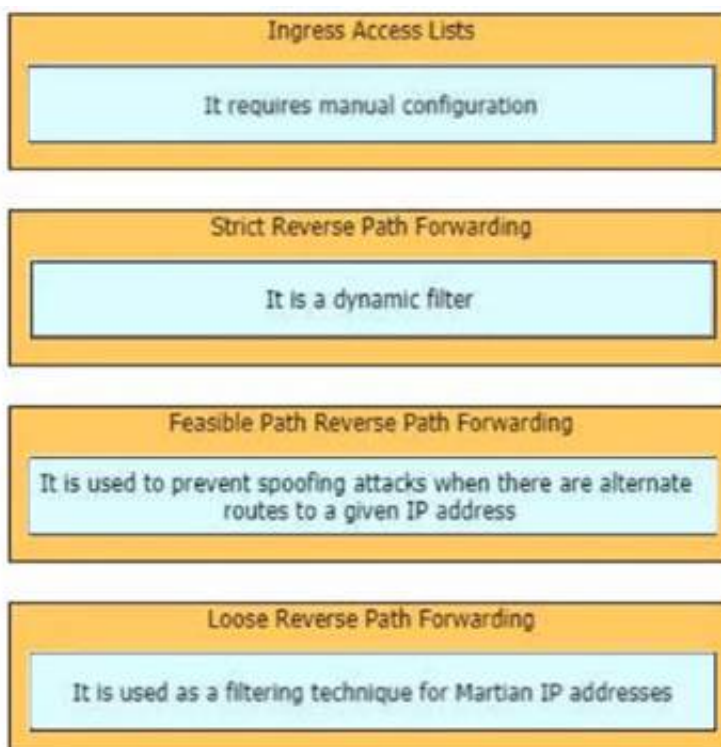 Ingress Access Lists
It requires manual configuration
Strict Reverse Path Forwarding
It is a dynamic filter
Feasible Path Reverse Path Forwarding
It is used to prevent spoofing attacks when there are alternate
routes to a given IP address
Loose Reverse Path Forwarding
It is used as a filtering technique for Martian IP addresses